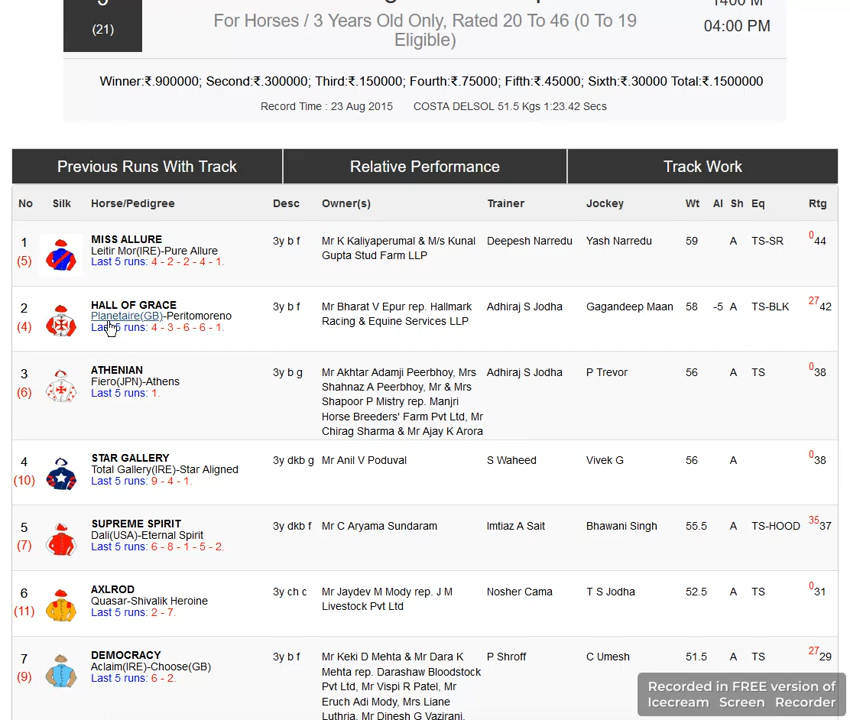 (21)
For Horses / 3 Years Old Only, Rated 20 To 46 (0 To 19
Eligible)
1400 M
04:00 PM
Winner:₹.900000; Second:₹.300000; Third:₹.150000; Fourth:₹.75000; Fifth:₹.45000; Sixth:₹.30000 Total:₹.1500000
Record Time : 23 Aug 2015 COSTA DELSOL 51.5 Kgs 1:23.42 Secs
Previous Runs With Track Relative Performance Track Work
No Silk Horse/Pedigree Desc Owner(s) Trainer Jockey Wt Al Sh Eq Rtg
1
(5)
MISS ALLURE
Leitir Mor(IRE)-Pure Allure
Last 5 runs: 4 - 2 - 2 - 4 - 1.
3y b f
Mr K Kaliyaperumal & M/s Kunal
Gupta Stud Farm LLP
Deepesh Narredu Yash Narredu 59 A TS-SR 0 44
2
(4)
HALL OF GRACE
Planetaire(GB)-Peritomoreno
Last 5 runs: 4 - 3 - 6 - 6 - 1.
3y b f
Mr Bharat V Epur rep. Hallmark
Racing & Equine Services LLP
Adhiraj S Jodha Gagandeep Maan 58 -5 A TS-BLK 27 42
3
(6)
ATHENIAN
Fiero(JPN)-Athens
Last 5 runs: 1.
3y b g
Mr Akhtar Adamji Peerbhoy, Mrs
Shahnaz A Peerbhoy, Mr & Mrs
Shapoor P Mistry rep. Manjri
Horse Breeders' Farm Pvt Ltd, Mr
Chirag Sharma & Mr Ajay K Arora
Adhiraj S Jodha P Trevor 56 A TS 0 38
4
(10)
STAR GALLERY
Total Gallery(IRE)-Star Aligned
Last 5 runs: 9 - 4 - 1.
3y dkb g
Mr Anil V Poduval
S Waheed Vivek G 56 A 0 38
5
(7)
SUPREME SPIRIT
Dali(USA)-Eternal Spirit
Last 5 runs: 6 - 8 - 1 - 5 - 2.
3y dkb f
Mr C Aryama Sundaram
Imtiaz A Sait Bhawani Singh 55.5 A TS-HOOD 35 37
6
(11)
AXLROD
Quasar-Shivalik Heroine
Last 5 runs: 2 - 7.
3y ch c
Mr Jaydev M Mody rep. J M
Livestock Pvt Ltd
Nosher Cama T S Jodha 52.5 A TS 0 31
7
(9)
DEMOCRACY
Aclaim(IRE)-Choose(GB)
Last 5 runs: 6 - 2.
3y b f
Mr Keki D Mehta & Mr Dara K
Mehta rep. Darashaw Bloodstock
Pvt Ltd, Mr Vispi R Patel, Mr
Eruch Adi Mody, Mrs Liane
Luthria, Mr Dinesh G Vazirani,
P Shroff C Umesh 51.5 A TS 27 29
Recorded in FREE version of
Icecream Screen Recorder